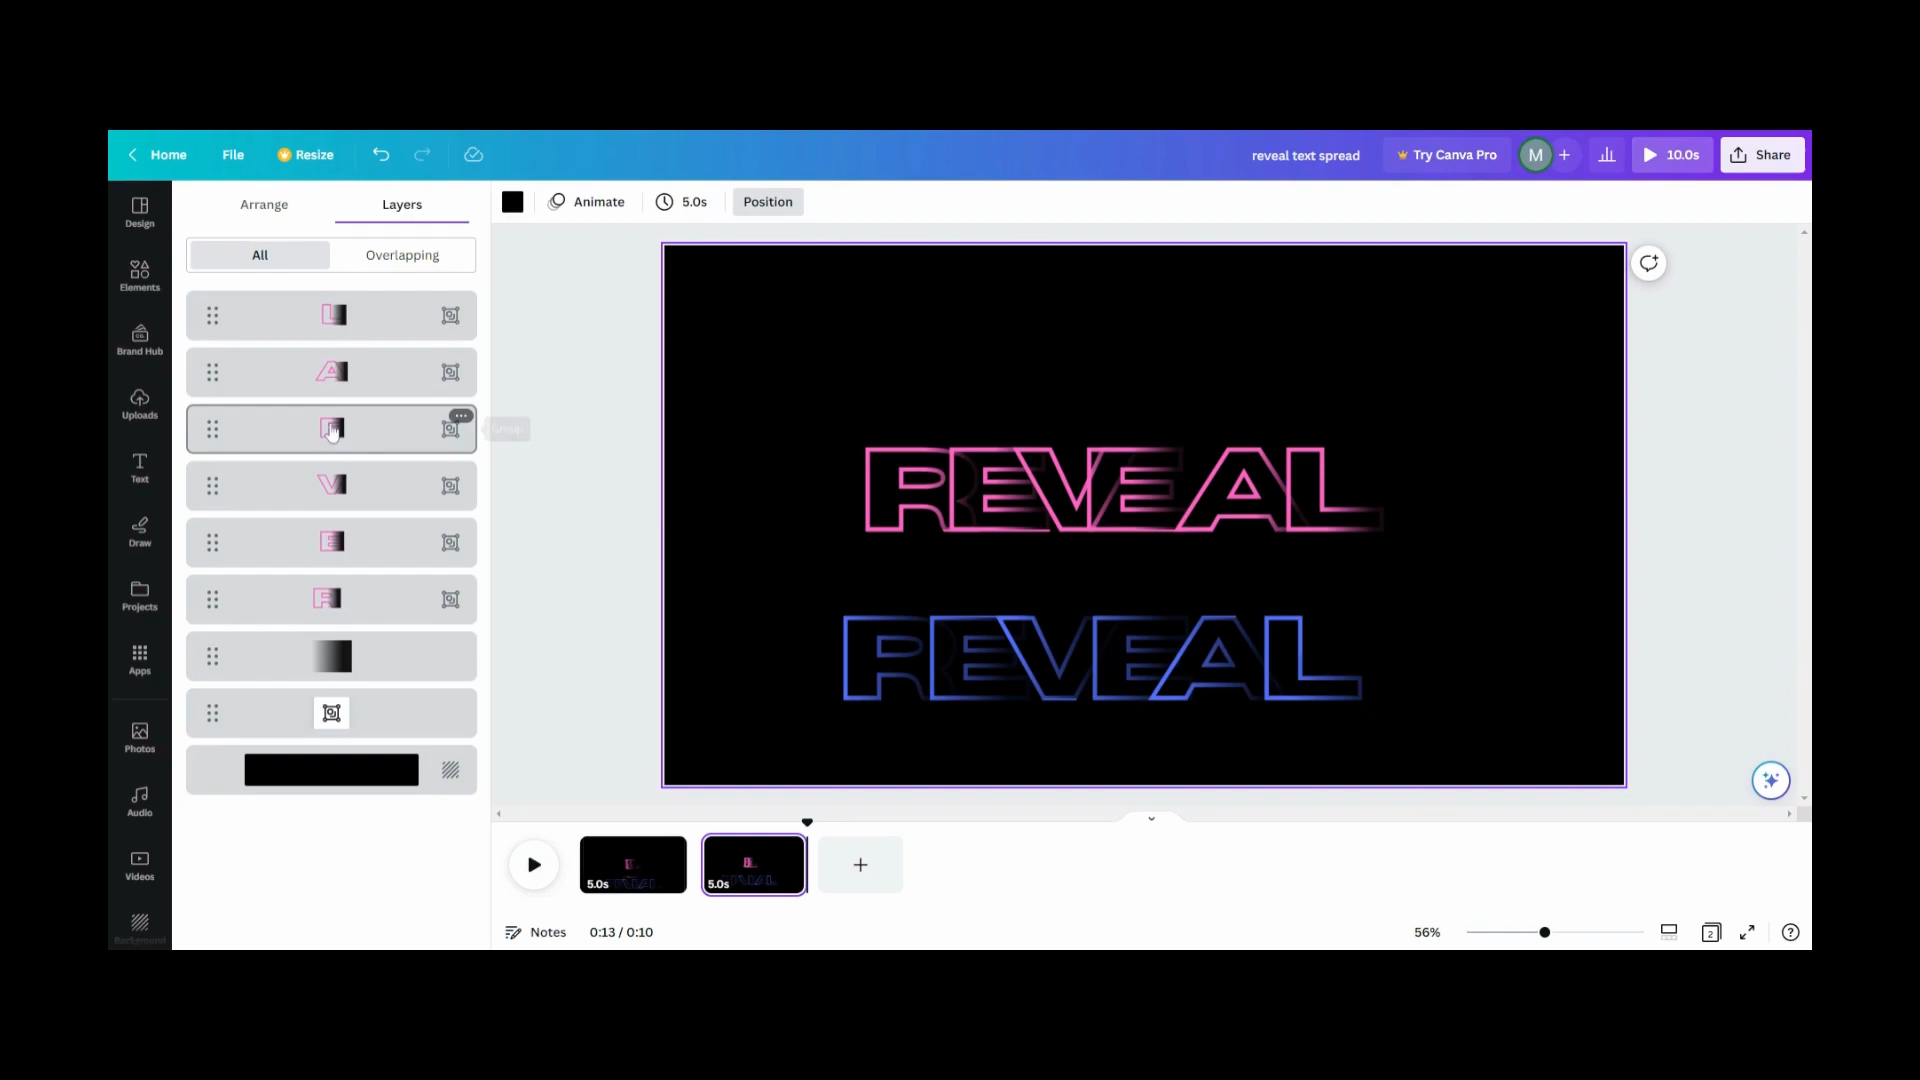 Home File Resize reveal text spread Try Canva Pro M + 10.0s Share
Design
Elements
Brand Hub
Uploads
Text
Draw
Projects
Apps
Photos
Audio
Videos
Background
Arrange Layers
All Overlapping
L
A
E
V
E
R
Animate 5.0s Position
Group
REVEAL
REVEAL
5.0s 5.0s
Notes 0:13 / 0:10 56% 2 ?